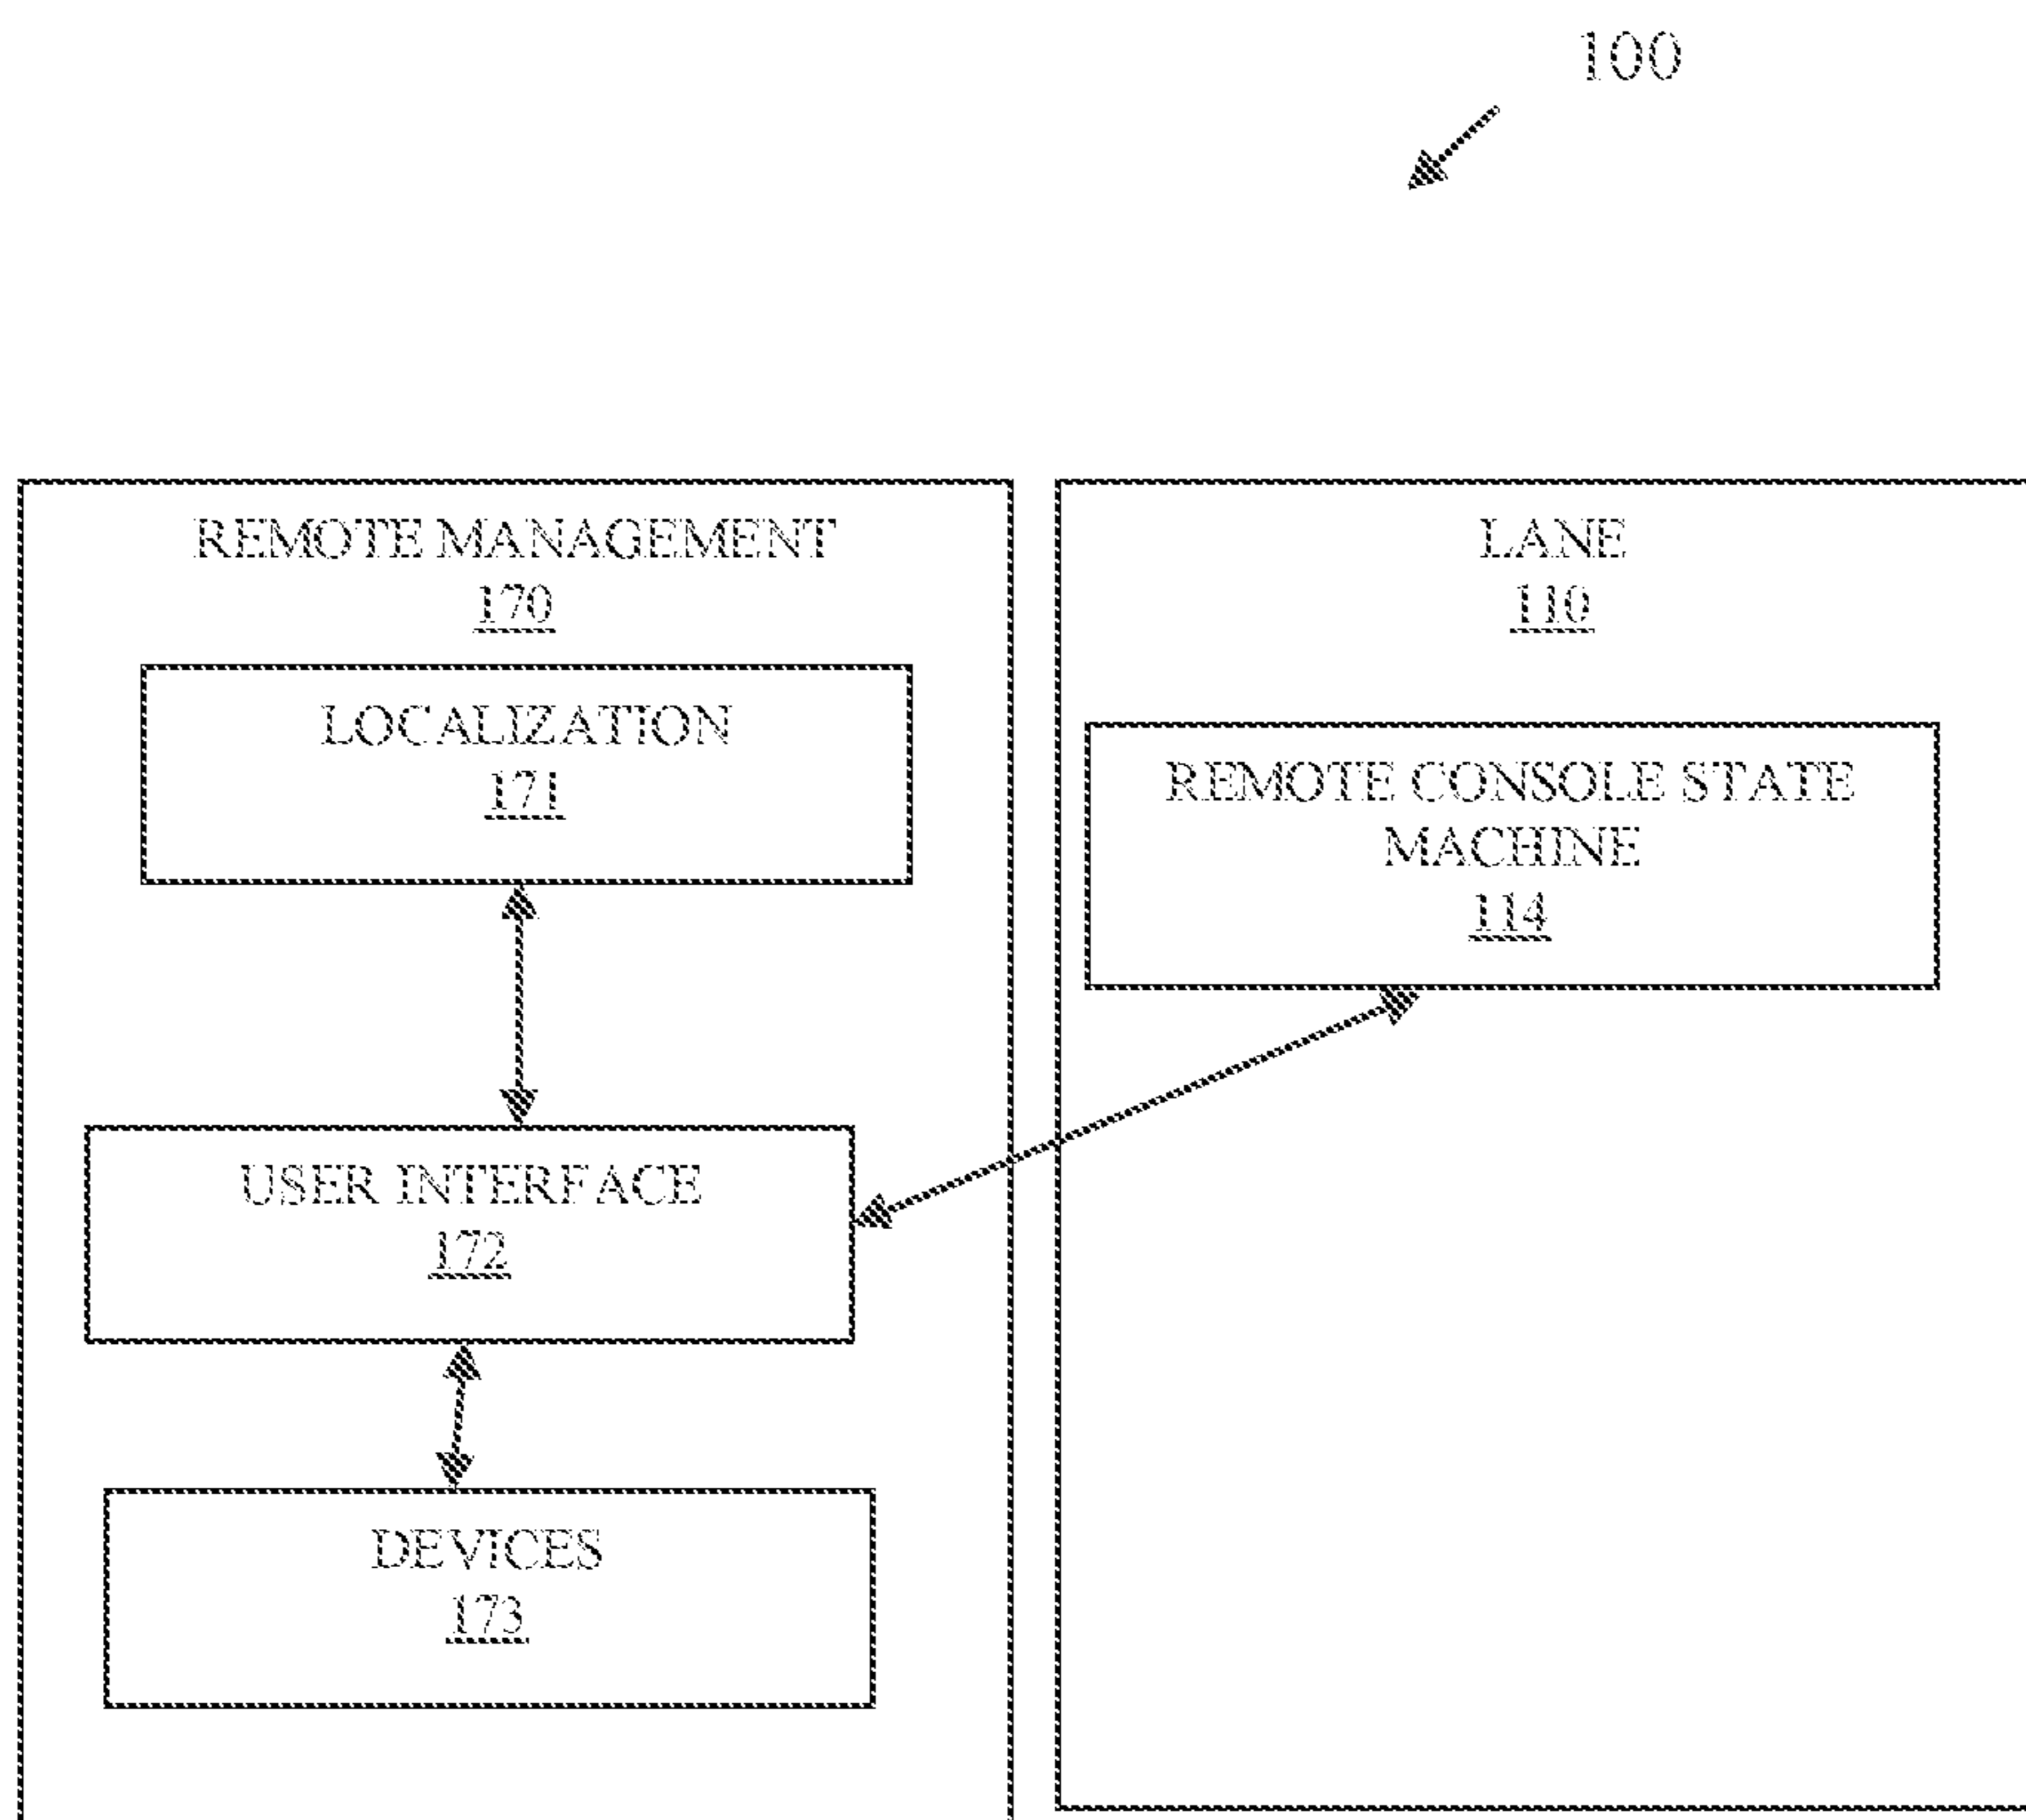 100
REMOTE MANAGEMENT
170
LOCALIZATION
171
USER INTERFACE
172
DEVICES
173
LANE
110
REMOTE CONSOLE STATE
MACHINE
114